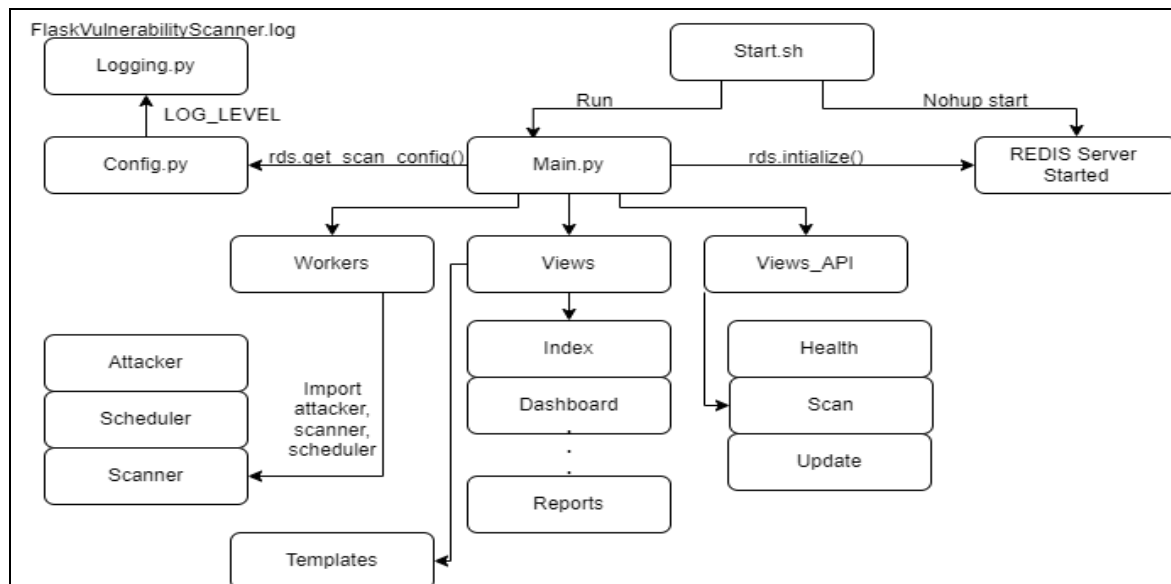 FlaskVulnerabilityScanner.log
Logging.py
Start.sh
Run
Nohup start
LOG_LEVEL
Config.py
rds.get_scan_config()
Main.py
rds.intialize()
REDIS Server
Started
Workers
Views
Views_API
Attacker
Scheduler
Scanner
Import
attacker,
scanner,
scheduler
Index
Dashboard
.
.
.
Reports
Health
Scan
Update
Templates